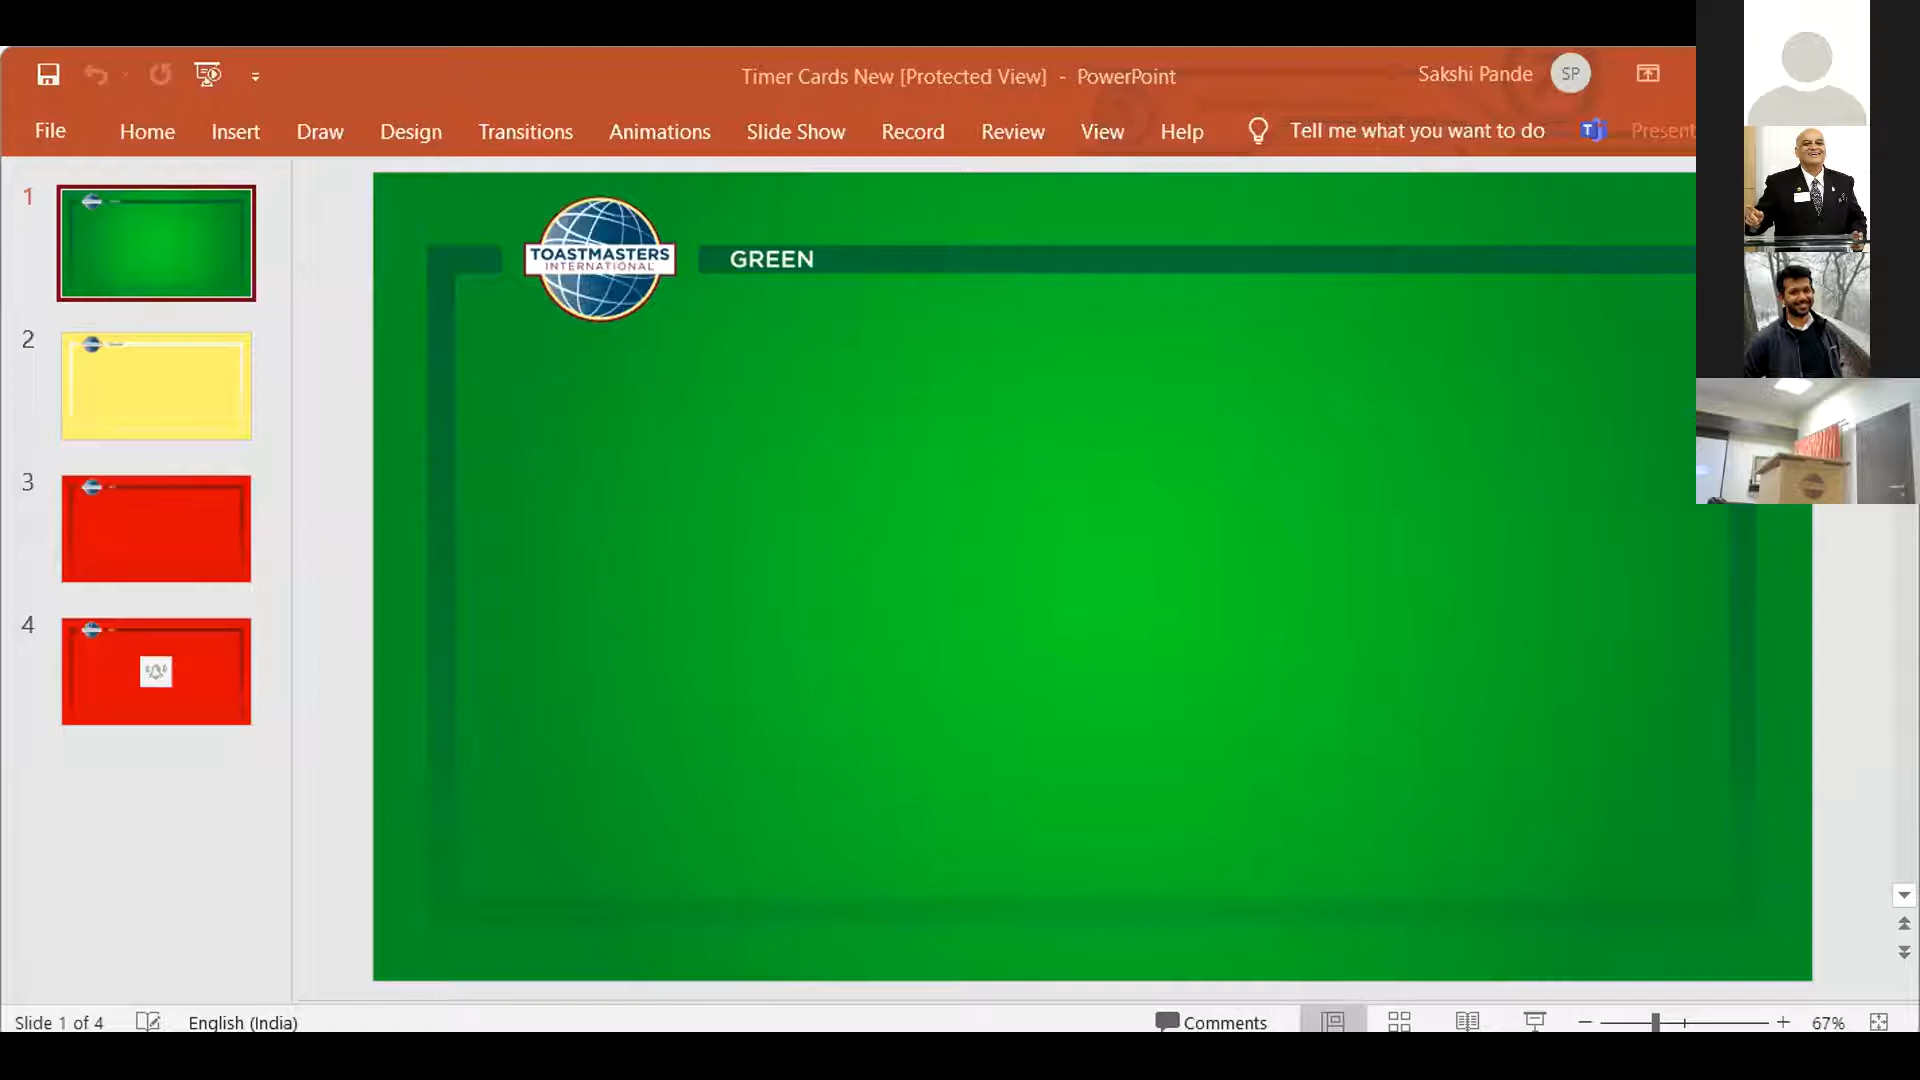 Timer Cards New [Protected View] - PowerPoint
Sakshi Pande
SP
File
Home
Insert
Draw
Design
Transitions
Animations
Slide Show
Record
Review
View
Help
Tell me what you want to do
Present
1
2
3
4
TOASTMASTERS
INTERNATIONAL
GREEN
Slide 1 of 4
English (India)
Comments
67%